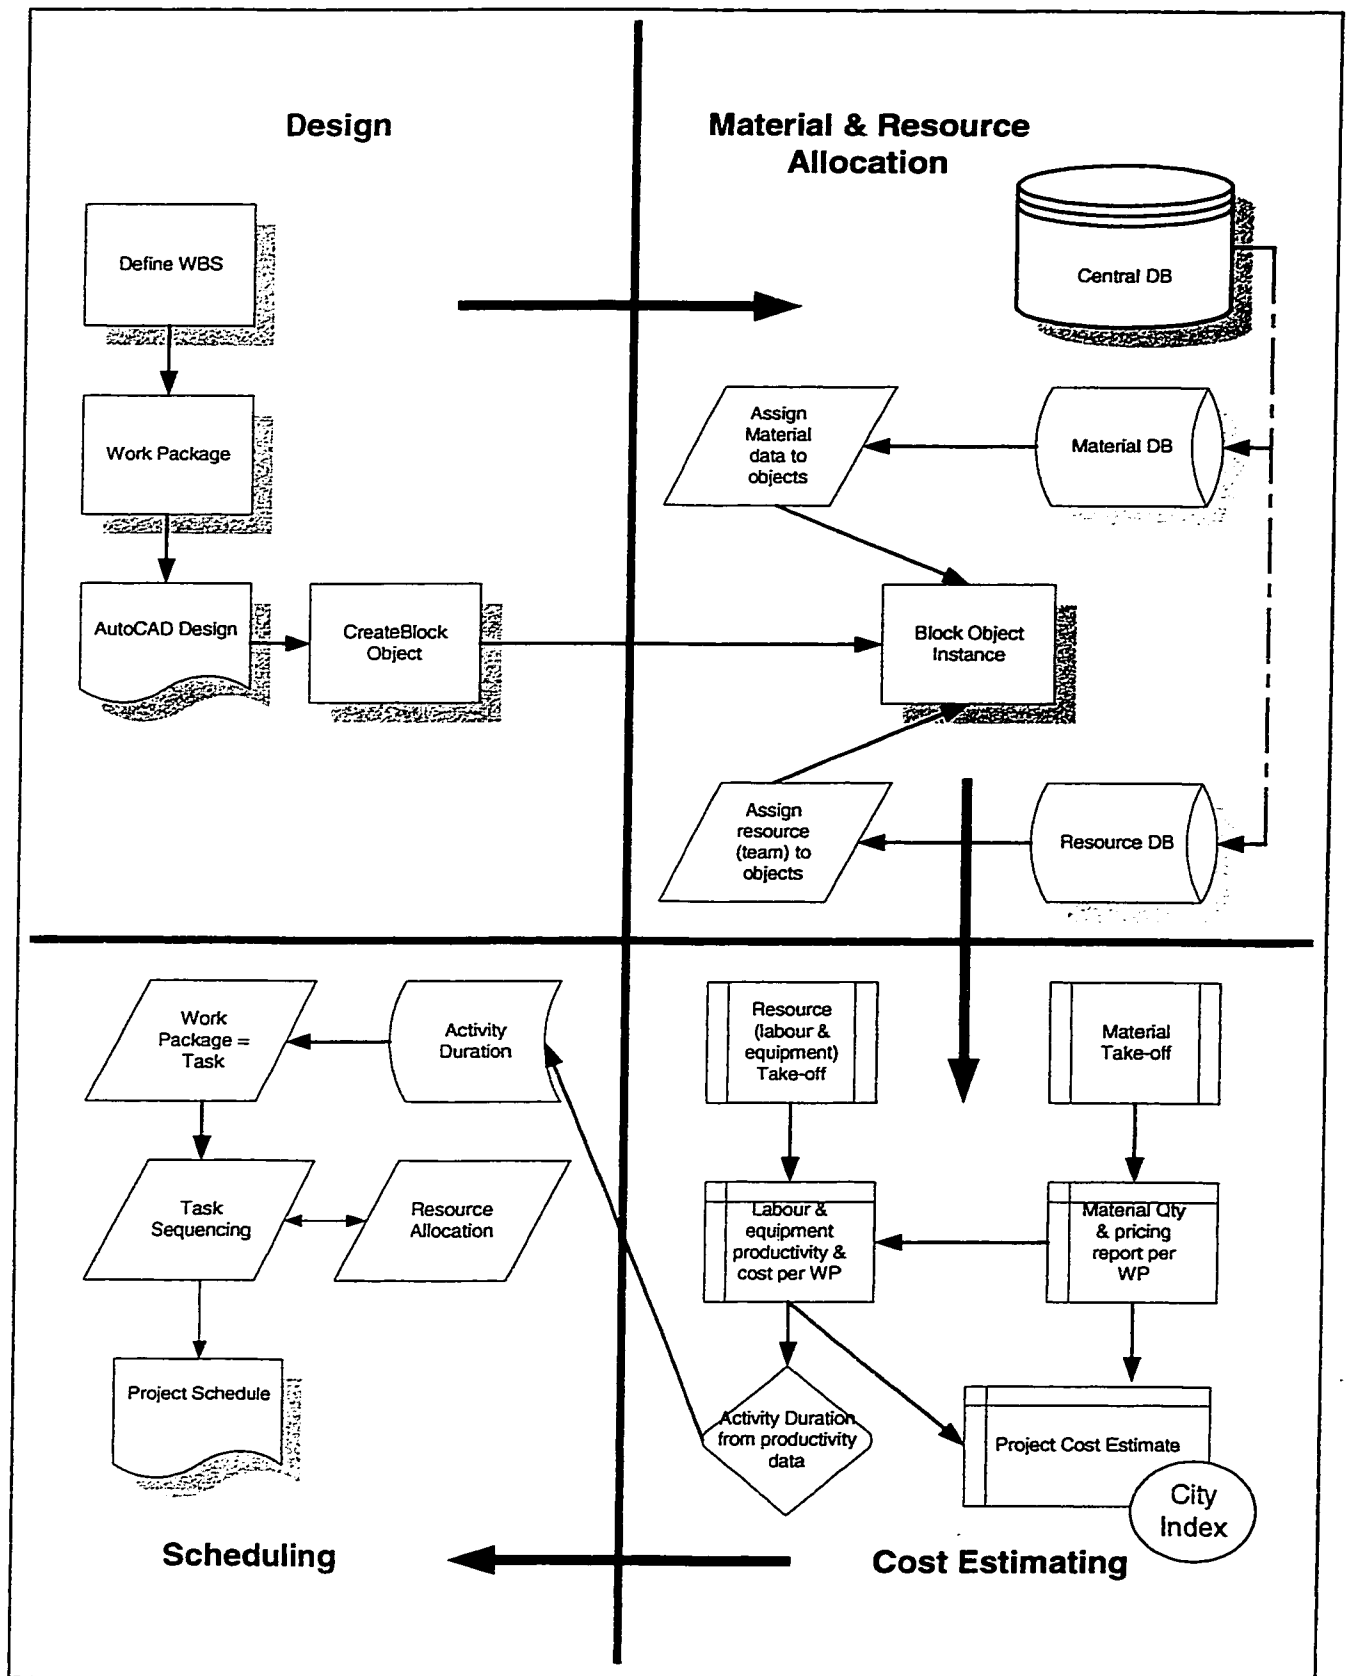 Design
Define WBS
Work Package
AutoCAD Design
CreateBlock
Object
Material & Resource
Allocation
Central DB
Assign
Material
data to
objects
Material DB
Block Object
Instance
Assign
resource
(team) to
objects
Resource DB
Work
Package =
Task
Activity
Duration
Task
Sequencing
Resource
Allocation
Project Schedule
Scheduling
Resource
(labour &
equipment)
Take-off
Material
Take-off
Labour &
equipment
productivity &
cost per WP
Material Qty
& pricing
report per
WP
Activity Duration
from productivity
data
Project Cost Estimate
City
Index
Cost Estimating